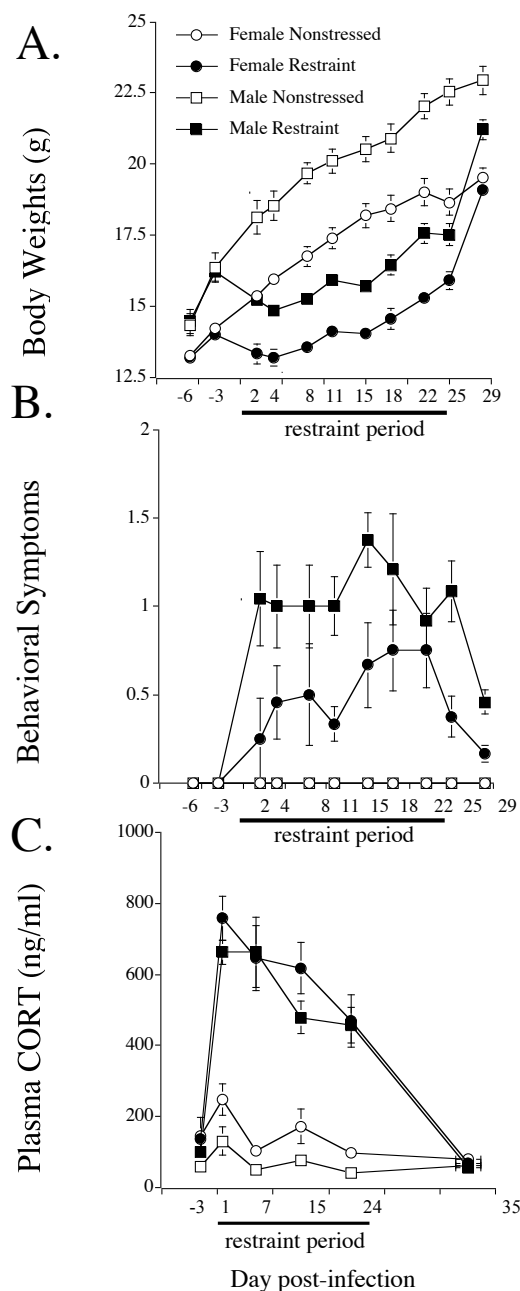 A.
Body Weights (g)
25
22.5
20
17.5
15
12.5
Female Nonstressed
Female Restraint
Male Nonstressed
Male Restraint
-6 -3 2 4 8 11 15 18 22 25 29
restraint period
B.
Behavioral Symptoms
2
1.5
1
0.5
0
-6 -3 2 4 8 11 15 18 22 25 29
restraint period
C.
Plasma CORT (ng/ml)
1000
800
600
400
200
0
-3 1 7 15 24 35
restraint period
Day post-infection